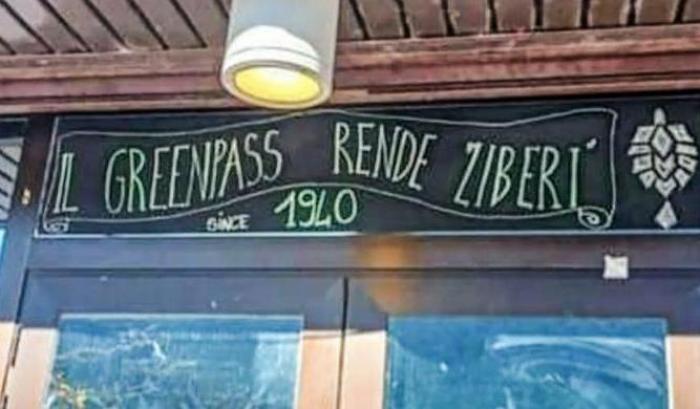 IL GREENPASS RENDE ZIBERI´
SINCE 1940